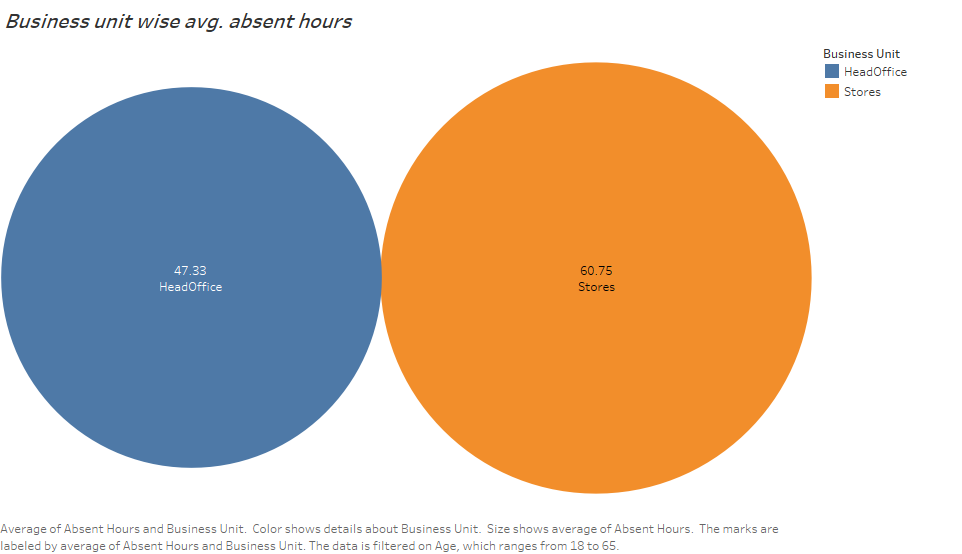 Business unit wise avg. absent hours
Business Unit
HeadOffice
Stores
47.33
HeadOffice
60.75
Stores
Average of Absent Hours and Business Unit. Color shows details about Business Unit. Size shows average of Absent Hours. The marks are
labeled by average of Absent Hours and Business Unit. The data is filtered on Age, which ranges from 18 to 65.